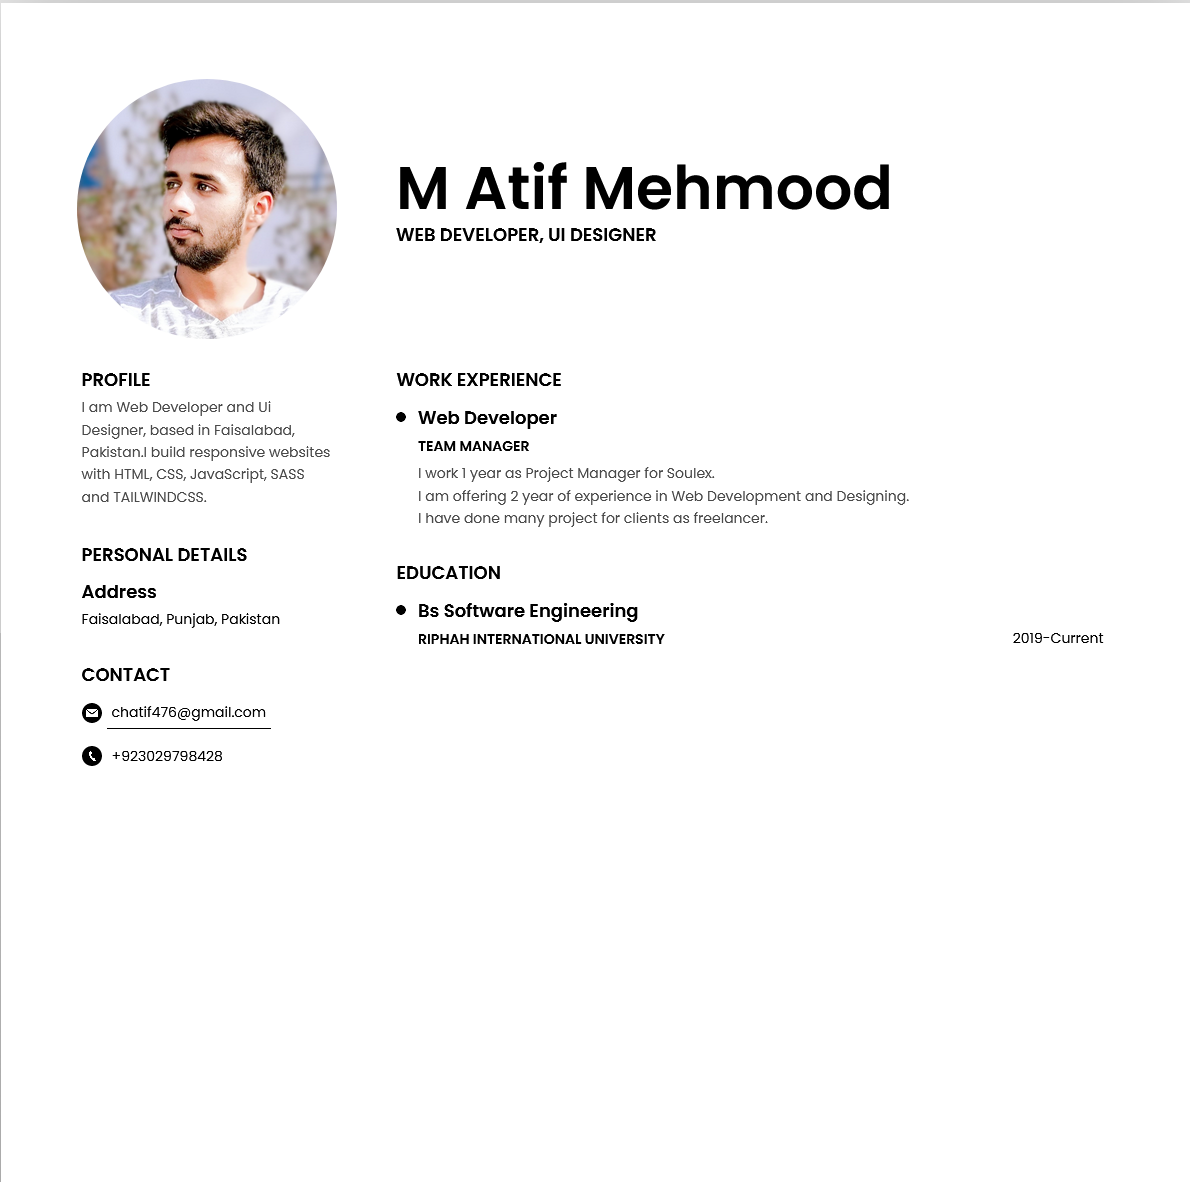 M Atif Mehmood
WEB DEVELOPER, UI DESIGNER
PROFILE
I am Web Developer and Ui
Designer, based in Faisalabad,
Pakistan.I build responsive websites
with HTML, CSS, JavaScript, SASS
and TAILWINDCSS.
PERSONAL DETAILS
Address
Faisalabad, Punjab, Pakistan
CONTACT
chatif476@gmail.com
+923029798428
WORK EXPERIENCE
Web Developer
TEAM MANAGER
I work 1 year as Project Manager for Soulex.
I am offering 2 year of experience in Web Development and Designing.
I have done many project for clients as freelancer.
EDUCATION
Bs Software Engineering
RIPHAH INTERNATIONAL UNIVERSITY
2019-Current